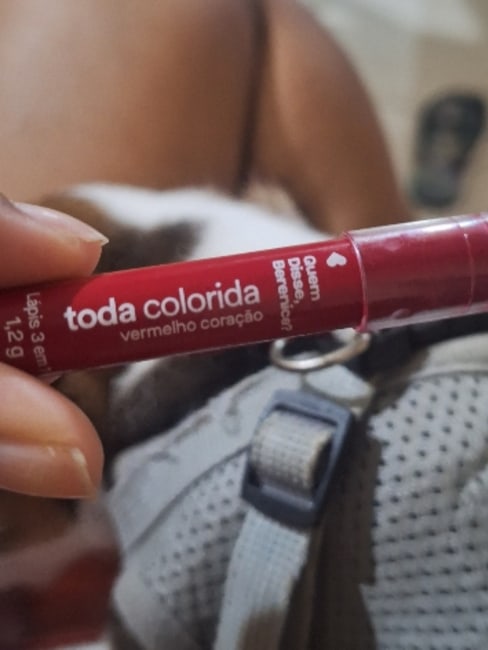 Lápis 3 em
1,2 g
toda colorida
vermelho coração
Quem
Disse,
Berenice?